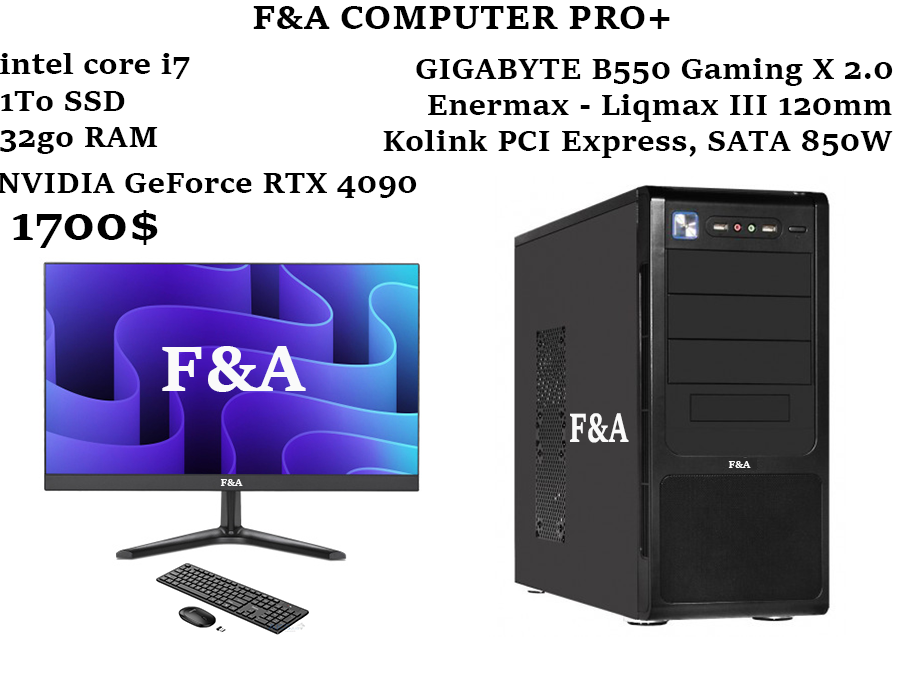 F&A COMPUTER PRO+
intel core i7
1To SSD
32go RAM
NVIDIA GeForce RTX 4090
1700$
GIGABYTE B550 Gaming X 2.0
Enermax - Liqmax III 120mm
Kolink PCI Express, SATA 850W
F&A
F&A
F&A
F&A